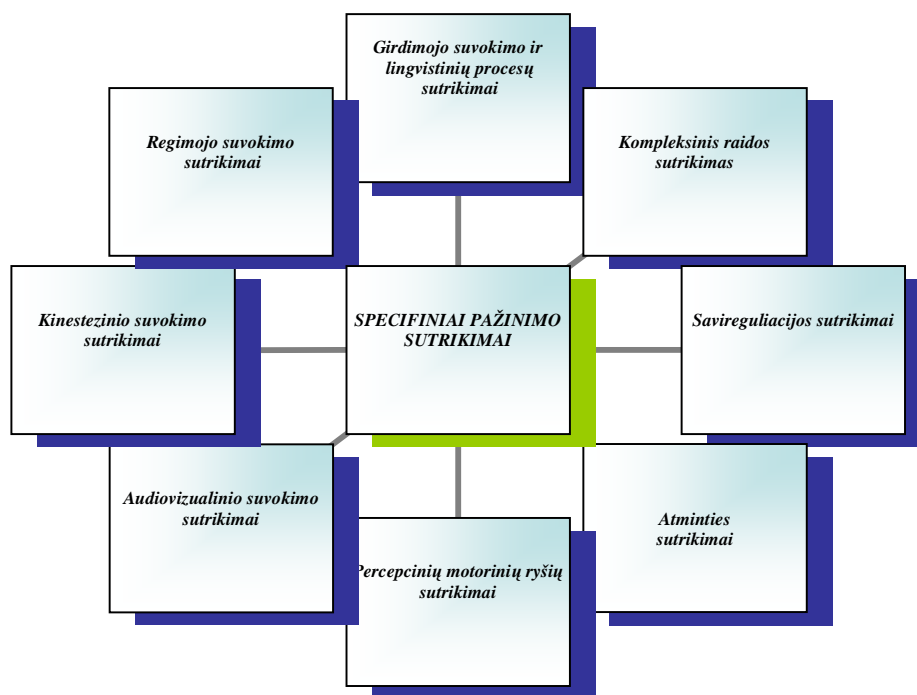 Girdimojo suvokimo ir
lingvistinių procesų
sutrikimai
Regimojo suvokimo
sutrikimai
Kompleksinis raidos
sutrikimas
Kinestezinio suvokimo
sutrikimai
SPECIFINIAI PAŽINIMO
SUTRIKIMAI
Savireguliacijos sutrikimai
Audiovizualinio suvokimo
sutrikimai
Atminties
sutrikimai
Percepcinių motorinių ryšių
sutrikimai